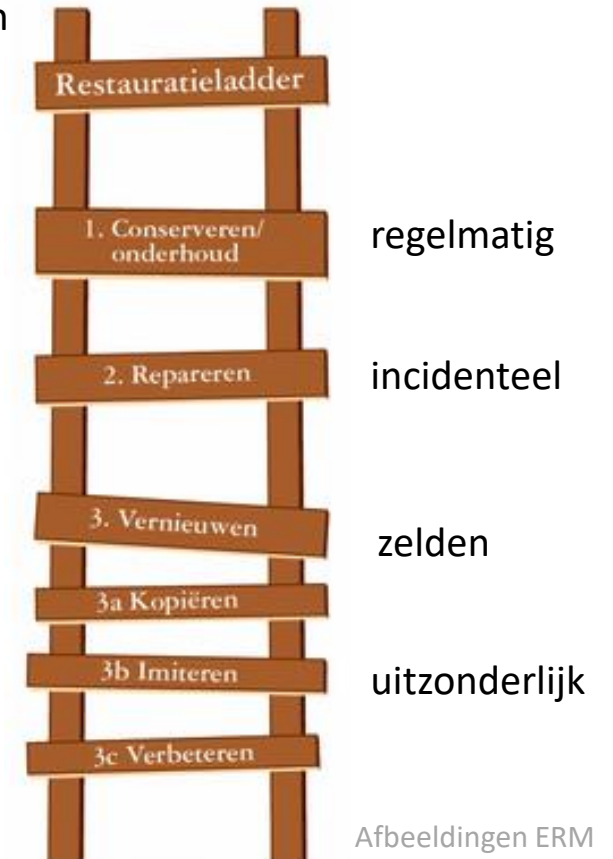 n
Restauratieladder
1. Conserveren/
onderhoud
regelmatig
2. Repareren
incidenteel
3. Vernieuwen
zelden
3a Kopiëren
3b Imiteren
uitzonderlijk
3c Verbeteren
Afbeeldingen ERM